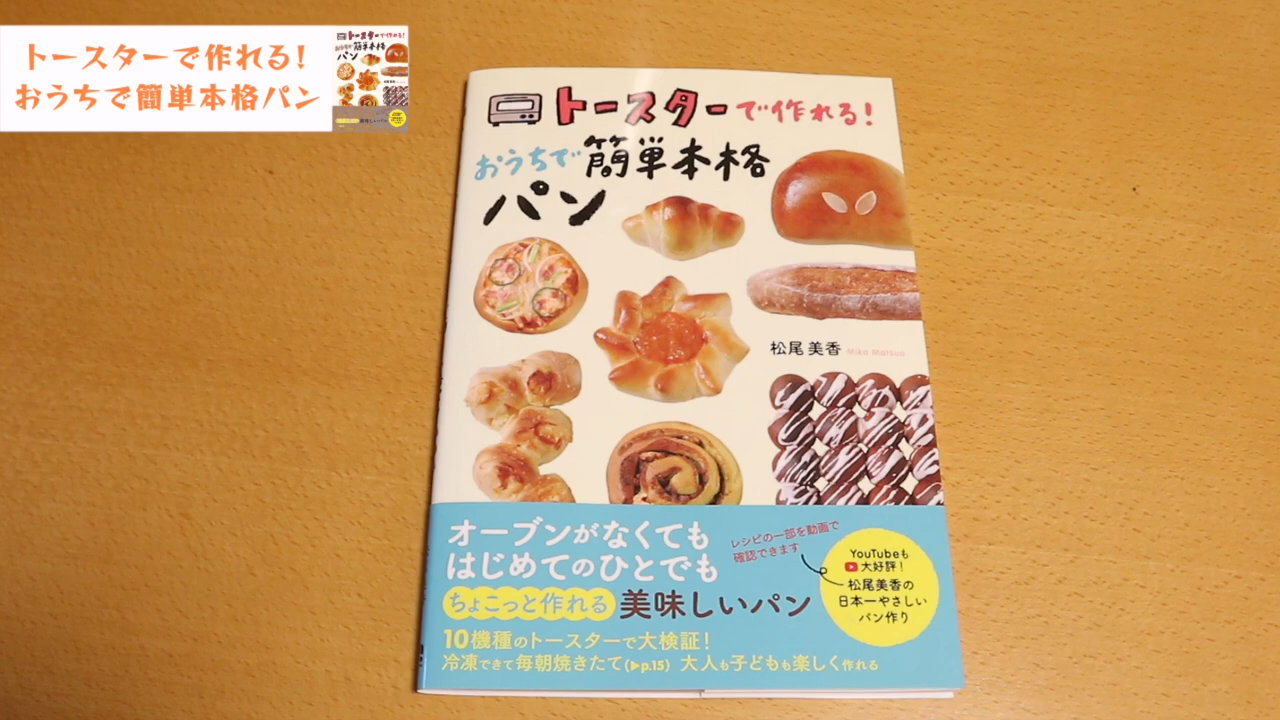 トースターで作れる!
おうちで簡単本格パン
トースターで作れる!
おうちで簡単本格
パン
松尾美香 Mika Matsuo
オーブンがなくても
はじめてのひとでも
ちょこっと作れる 美味しいパン
レシピの一部を動画で
確認できます
YouTubeも
大好評!
松尾美香の
日本一やさしい
パン作り
10機種のトースターで大検証!
冷凍できて毎朝焼きたて(▶p.15) 大人も子どもも楽しく作れる